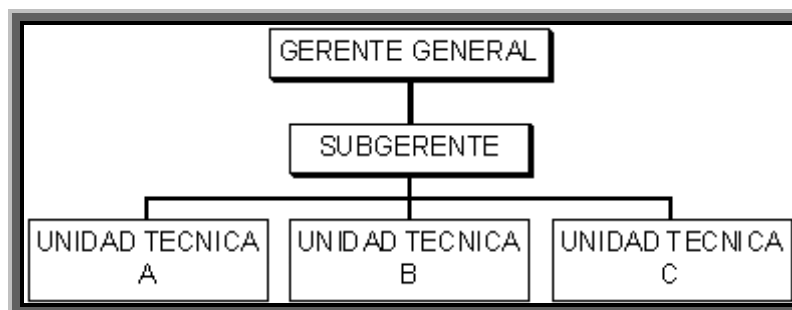 GERENTE GENERAL
SUBGERENTE
UNIDAD TECNICA
A
UNIDAD TECNICA
B
UNIDAD TECNICA
C